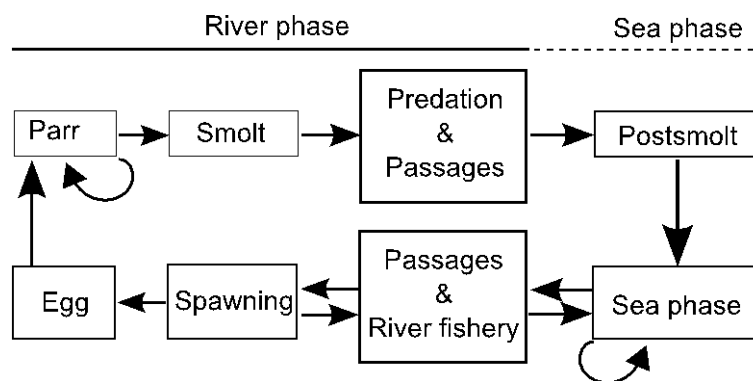 River phase
Sea phase
Parr
Smolt
Predation
&
Passages
Postsmolt
Egg
Spawning
Passages
&
River fishery
Sea phase